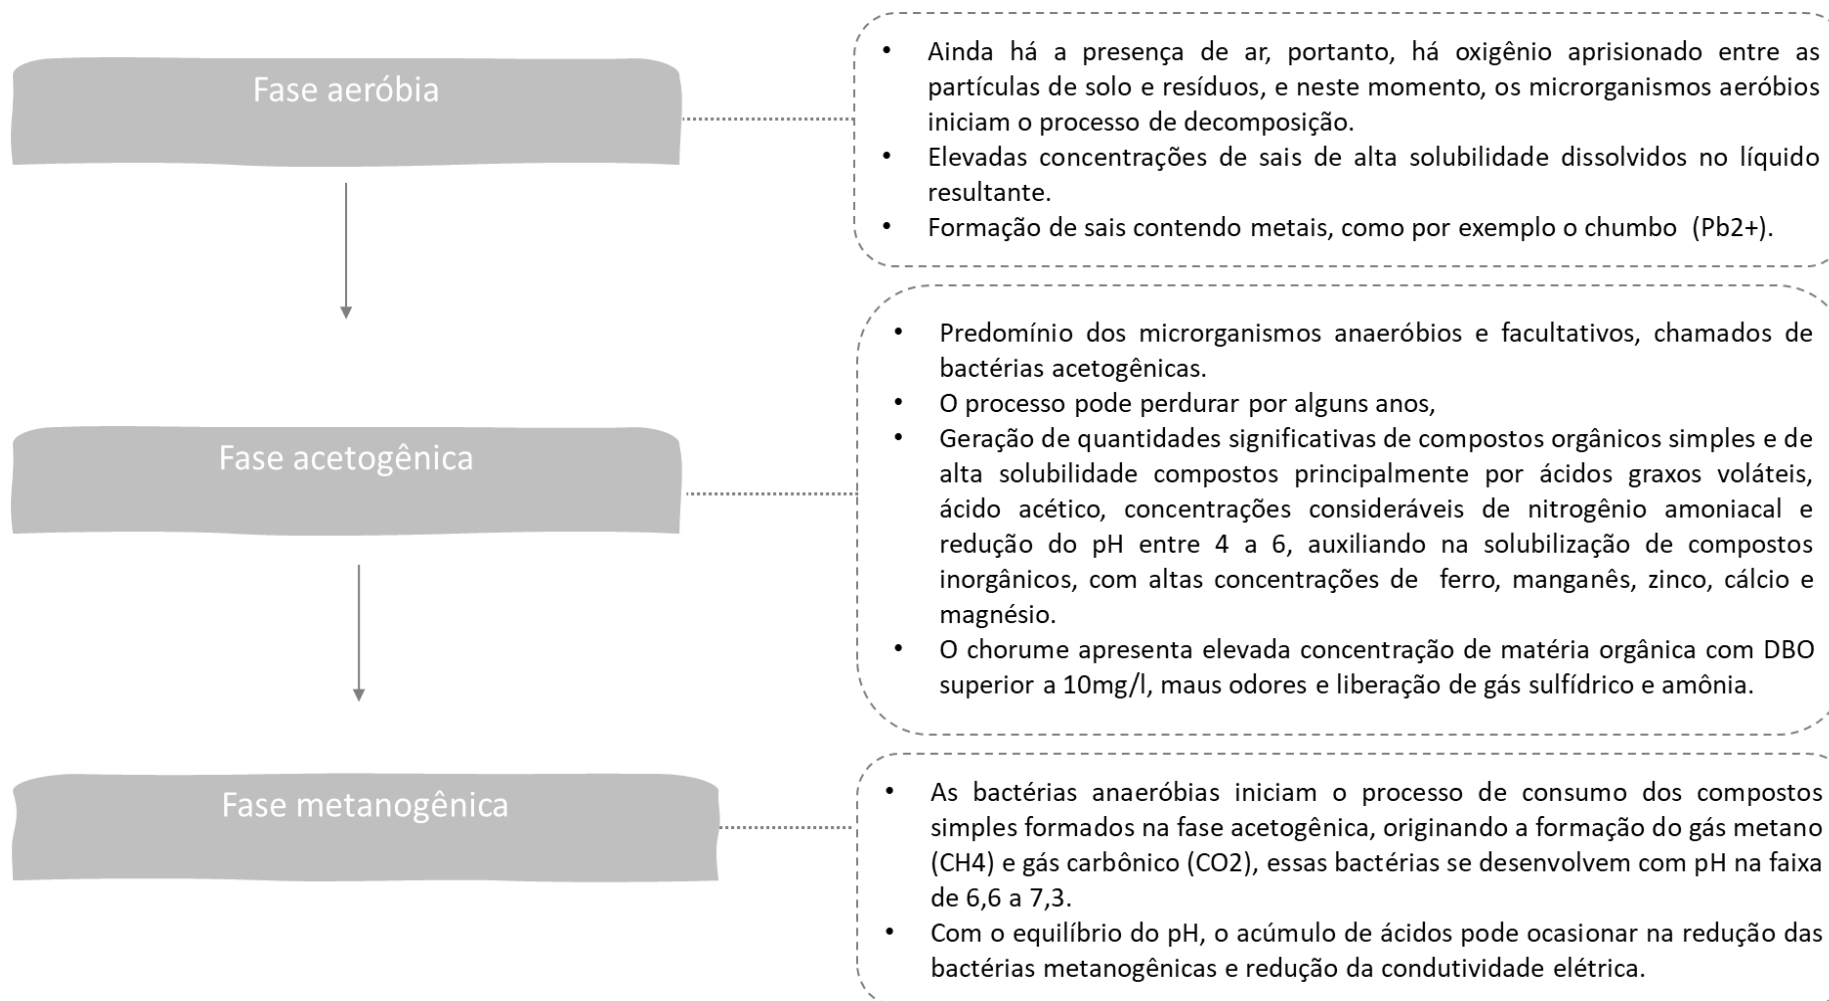 Fase aeróbia
• Ainda há a presença de ar, portanto, há oxigênio aprisionado entre as
partículas de solo e resíduos, e neste momento, os microrganismos aeróbios
iniciam o processo de decomposição.
• Elevadas concentrações de sais de alta solubilidade dissolvidos no líquido
resultante.
• Formação de sais contendo metais, como por exemplo o chumbo (Pb2+).
Fase acetogênica
• Predomínio dos microrganismos anaeróbios e facultativos, chamados de
bactérias acetogênicas.
• O processo pode perdurar por alguns anos,
• Geração de quantidades significativas de compostos orgânicos simples e de
alta solubilidade compostos principalmente por ácidos graxos voláteis,
ácido acético, concentrações consideráveis de nitrogênio amoniacal e
redução do pH entre 4 a 6, auxiliando na solubilização de compostos
inorgânicos, com altas concentrações de ferro, manganês, zinco, cálcio e
magnésio.
• O chorume apresenta elevada concentração de matéria orgânica com DBO
superior a 10mg/l, maus odores e liberação de gás sulfídrico e amônia.
Fase metanogênica
• As bactérias anaeróbias iniciam o processo de consumo dos compostos
simples formados na fase acetogênica, originando a formação do gás metano
(CH4) e gás carbônico (CO2), essas bactérias se desenvolvem com pH na faixa
de 6,6 a 7,3.
• Com o equilíbrio do pH, o acúmulo de ácidos pode ocasionar na redução das
bactérias metanogênicas e redução da condutividade elétrica.